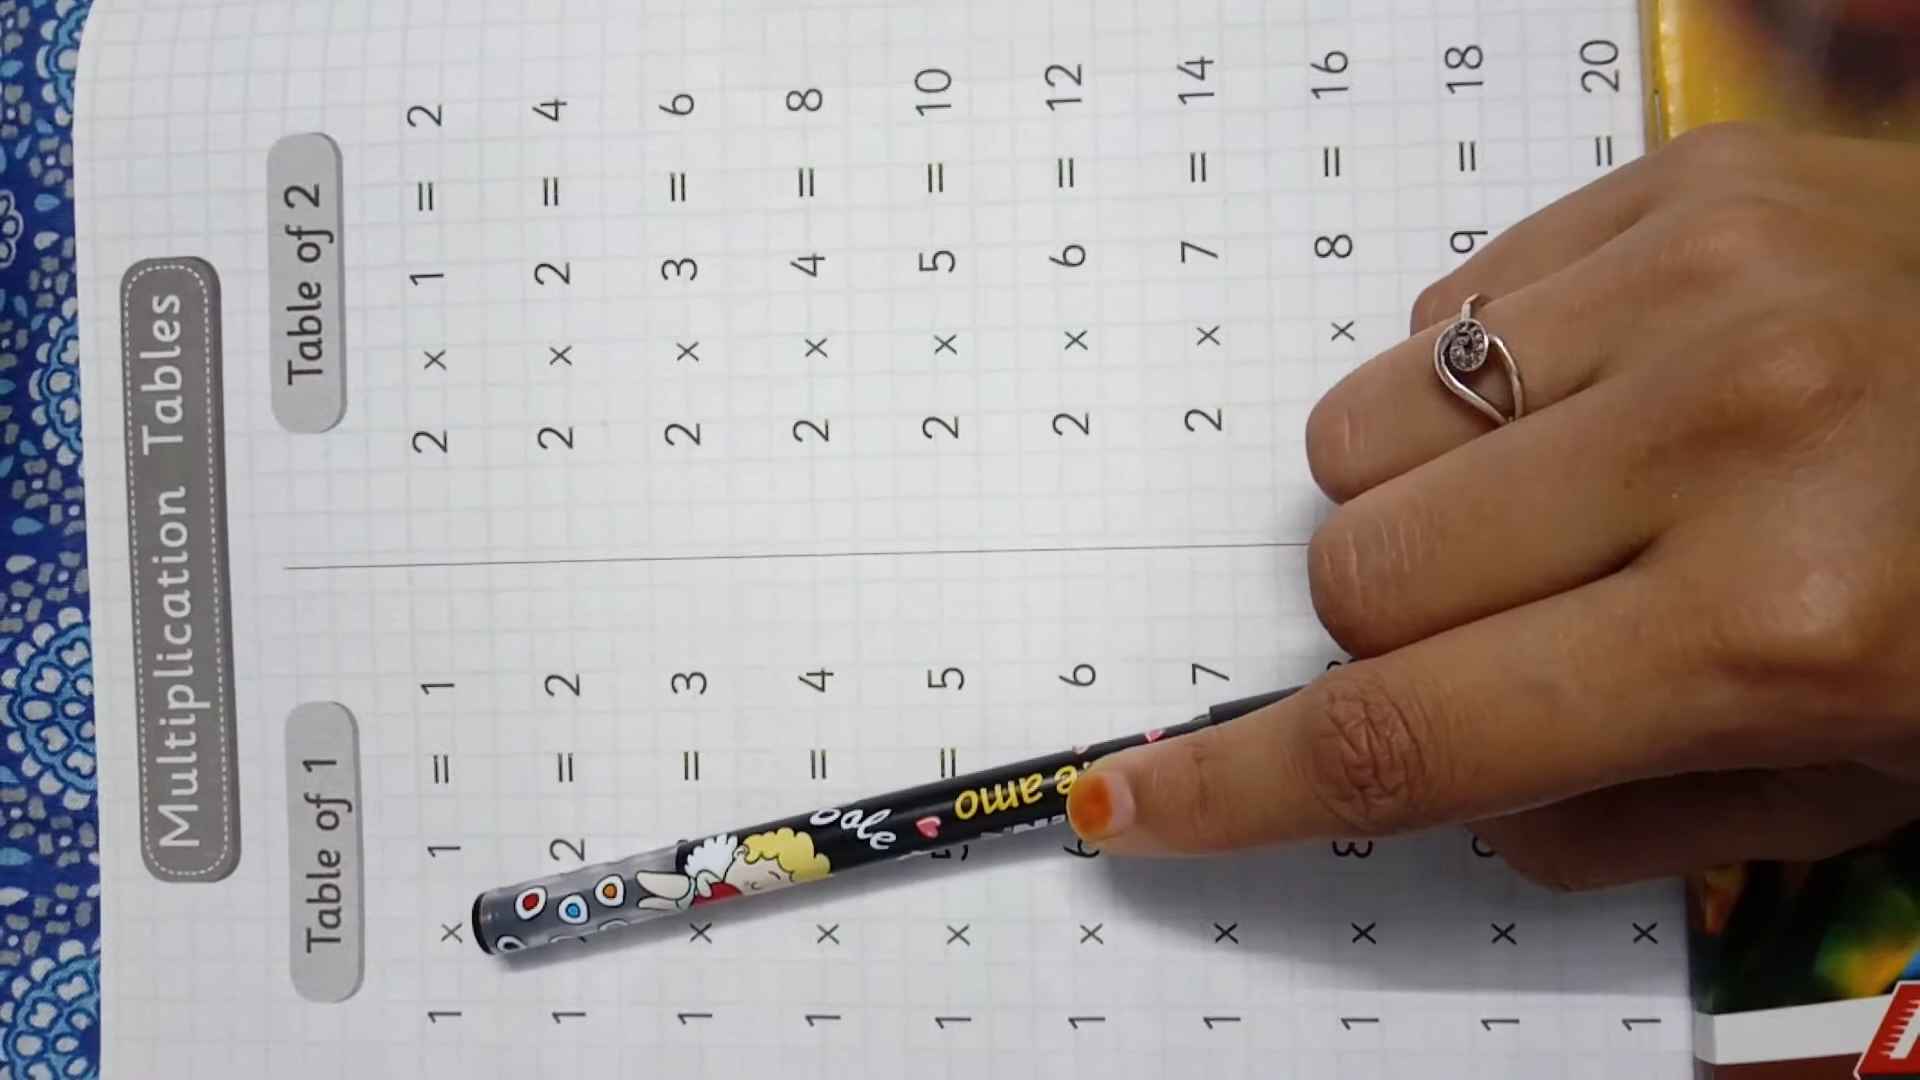 Multiplication Tables
Table of 1
1 x 1 = 1
1 2 = 2
1 x = 3
1 x = 4
1 x = 5
1 x 6
1 x 7
1 x
1 x
1 x
Table of 2
2 x 1 = 2
2 x 2 = 4
2 x 3 = 6
2 x 4 = 8
2 x 5 = 10
2 x 6 = 12
2 x 7 = 14
x 8 = 16
9 = 18
= 20
te amo